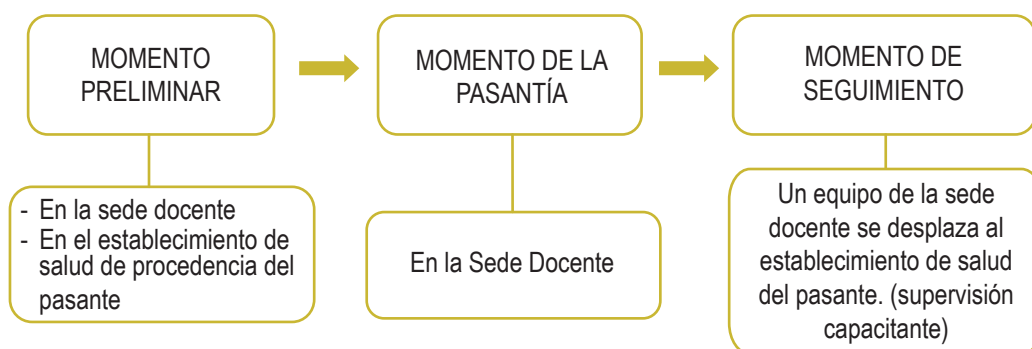 MOMENTO
PRELIMINAR
MOMENTO DE LA
PASANTÍA
MOMENTO DE
SEGUIMIENTO
- En la sede docente
- En el establecimiento de
salud de procedencia del
pasante
En la Sede Docente
Un equipo de la sede
docente se desplaza al
establecimiento de salud
del pasante. (supervisión
capacitante)